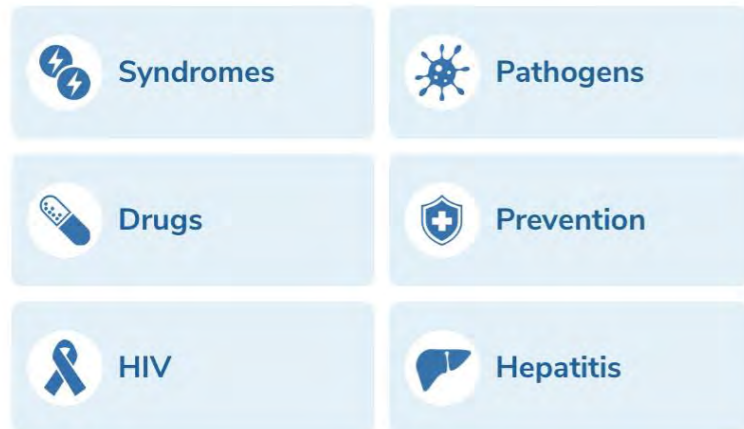 Syndromes
Pathogens
Drugs
Prevention
HIV
Hepatitis